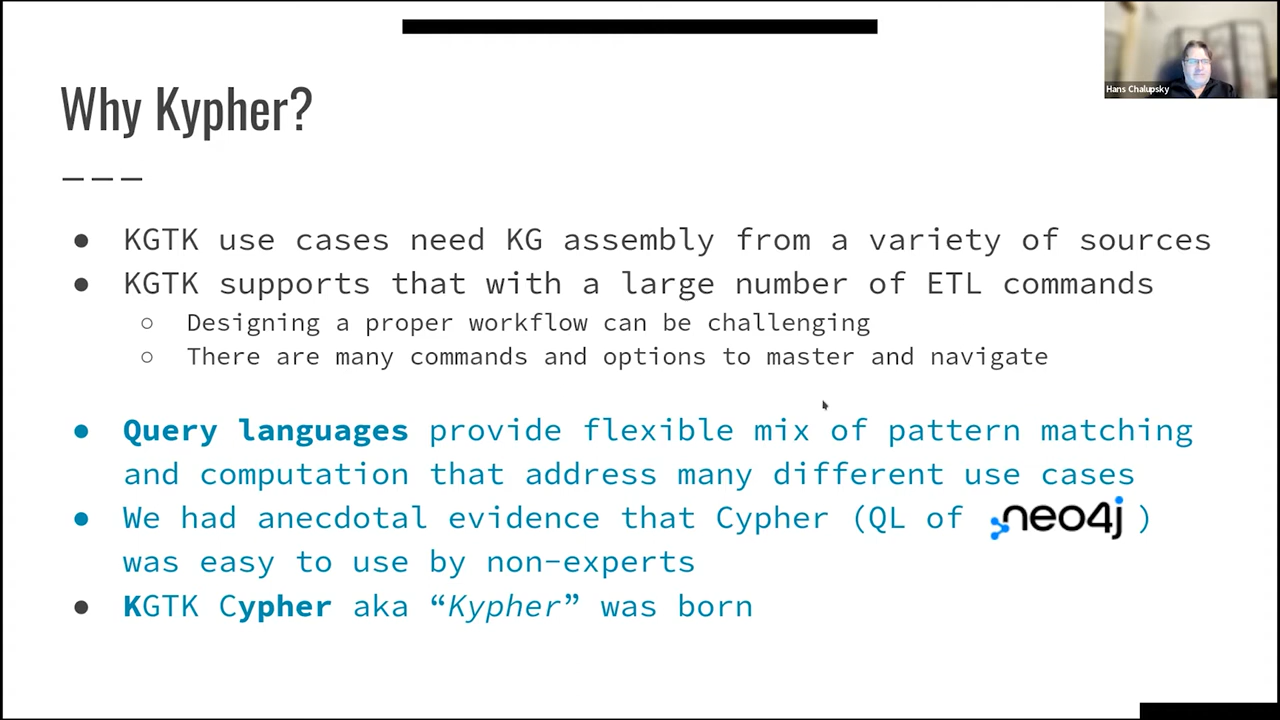 Hans Chalupsky
Why Kypher?
● KGTK use cases need KG assembly from a variety of sources
● KGTK supports that with a large number of ETL commands
○ Designing a proper workflow can be challenging
○ There are many commands and options to master and navigate
● Query languages provide flexible mix of pattern matching
and computation that address many different use cases
● We had anecdotal evidence that Cypher (QL of neo4j )
was easy to use by non-experts
● KGTK Cypher aka “Kypher” was born